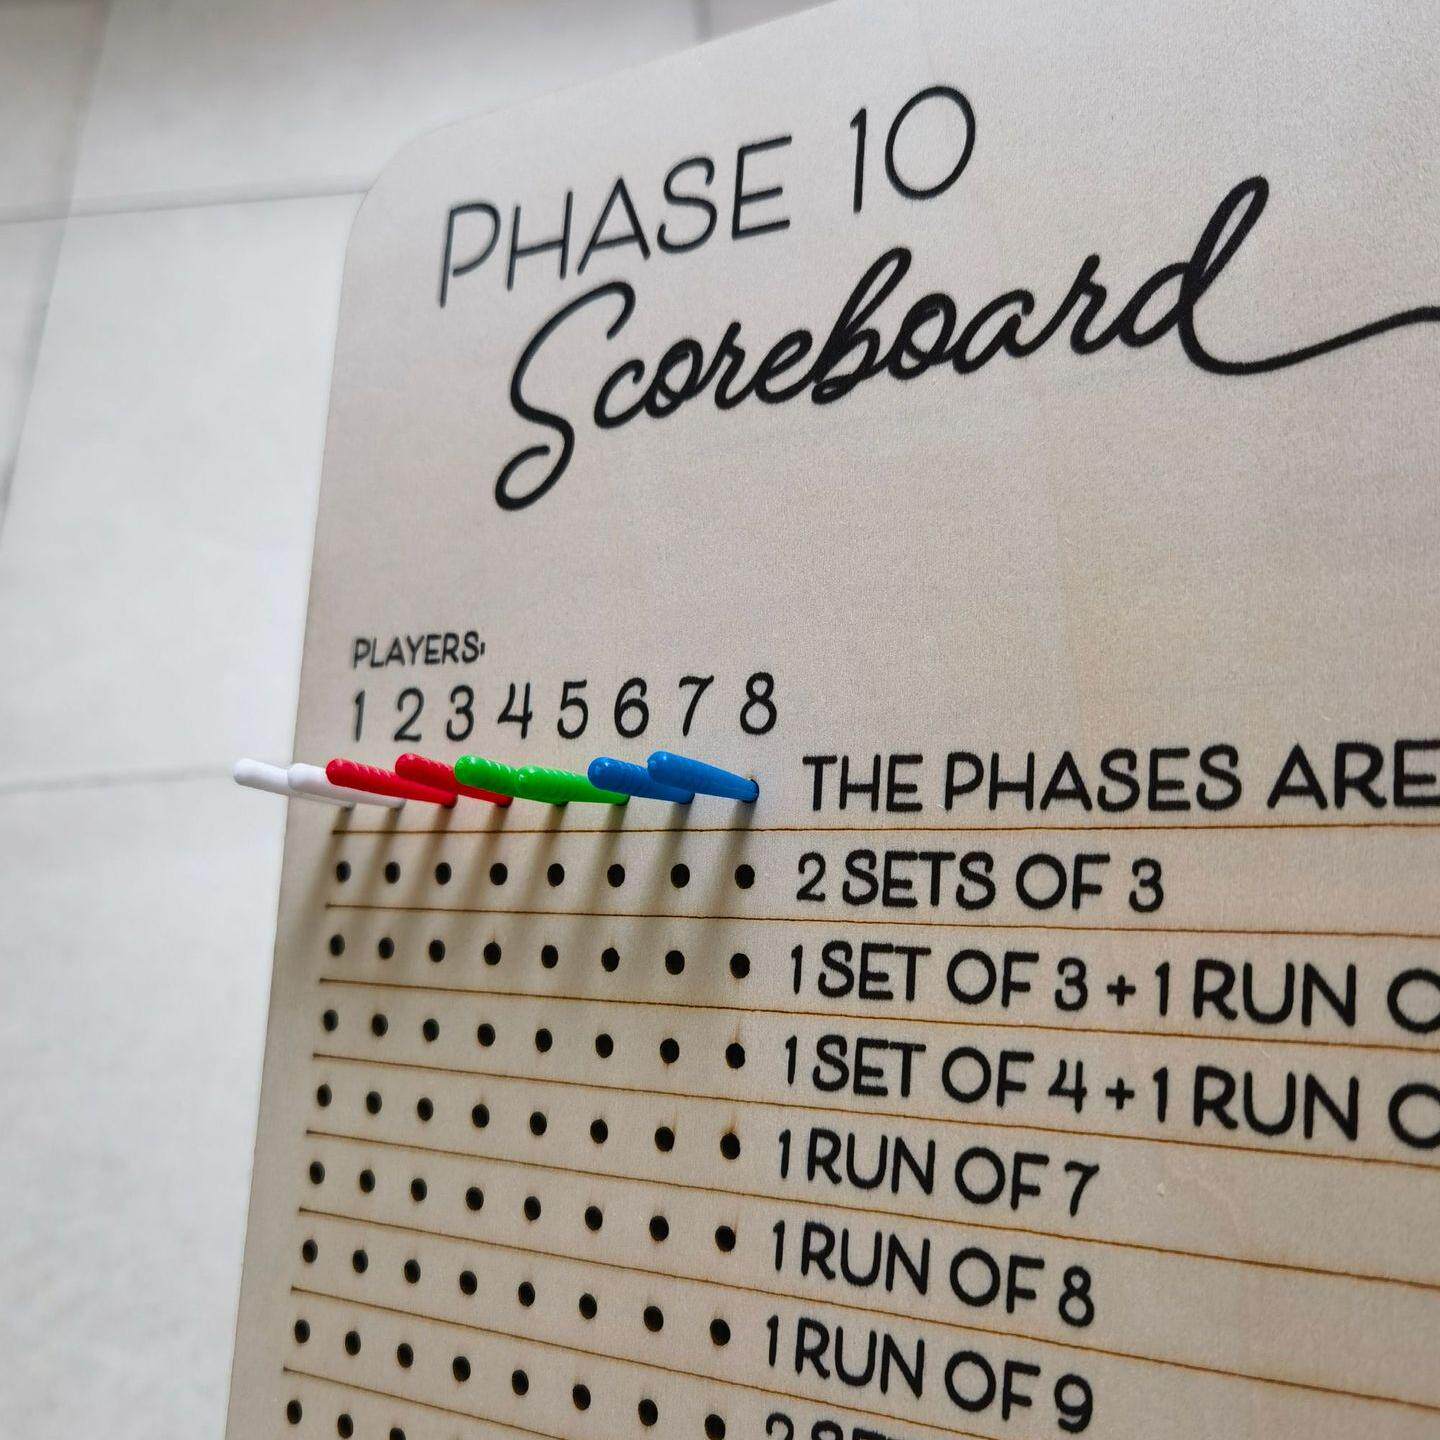 PHASE 10
Scoreboard
PLAYERS:
1 2 3 4 5 6 7 8
THE PHASES ARE
2 SETS OF 3
1 SET OF 3 + 1 RUN
1 SET OF 4 + 1 RUN
1 RUN OF 7
1 RUN OF 8
1 RUN OF 9